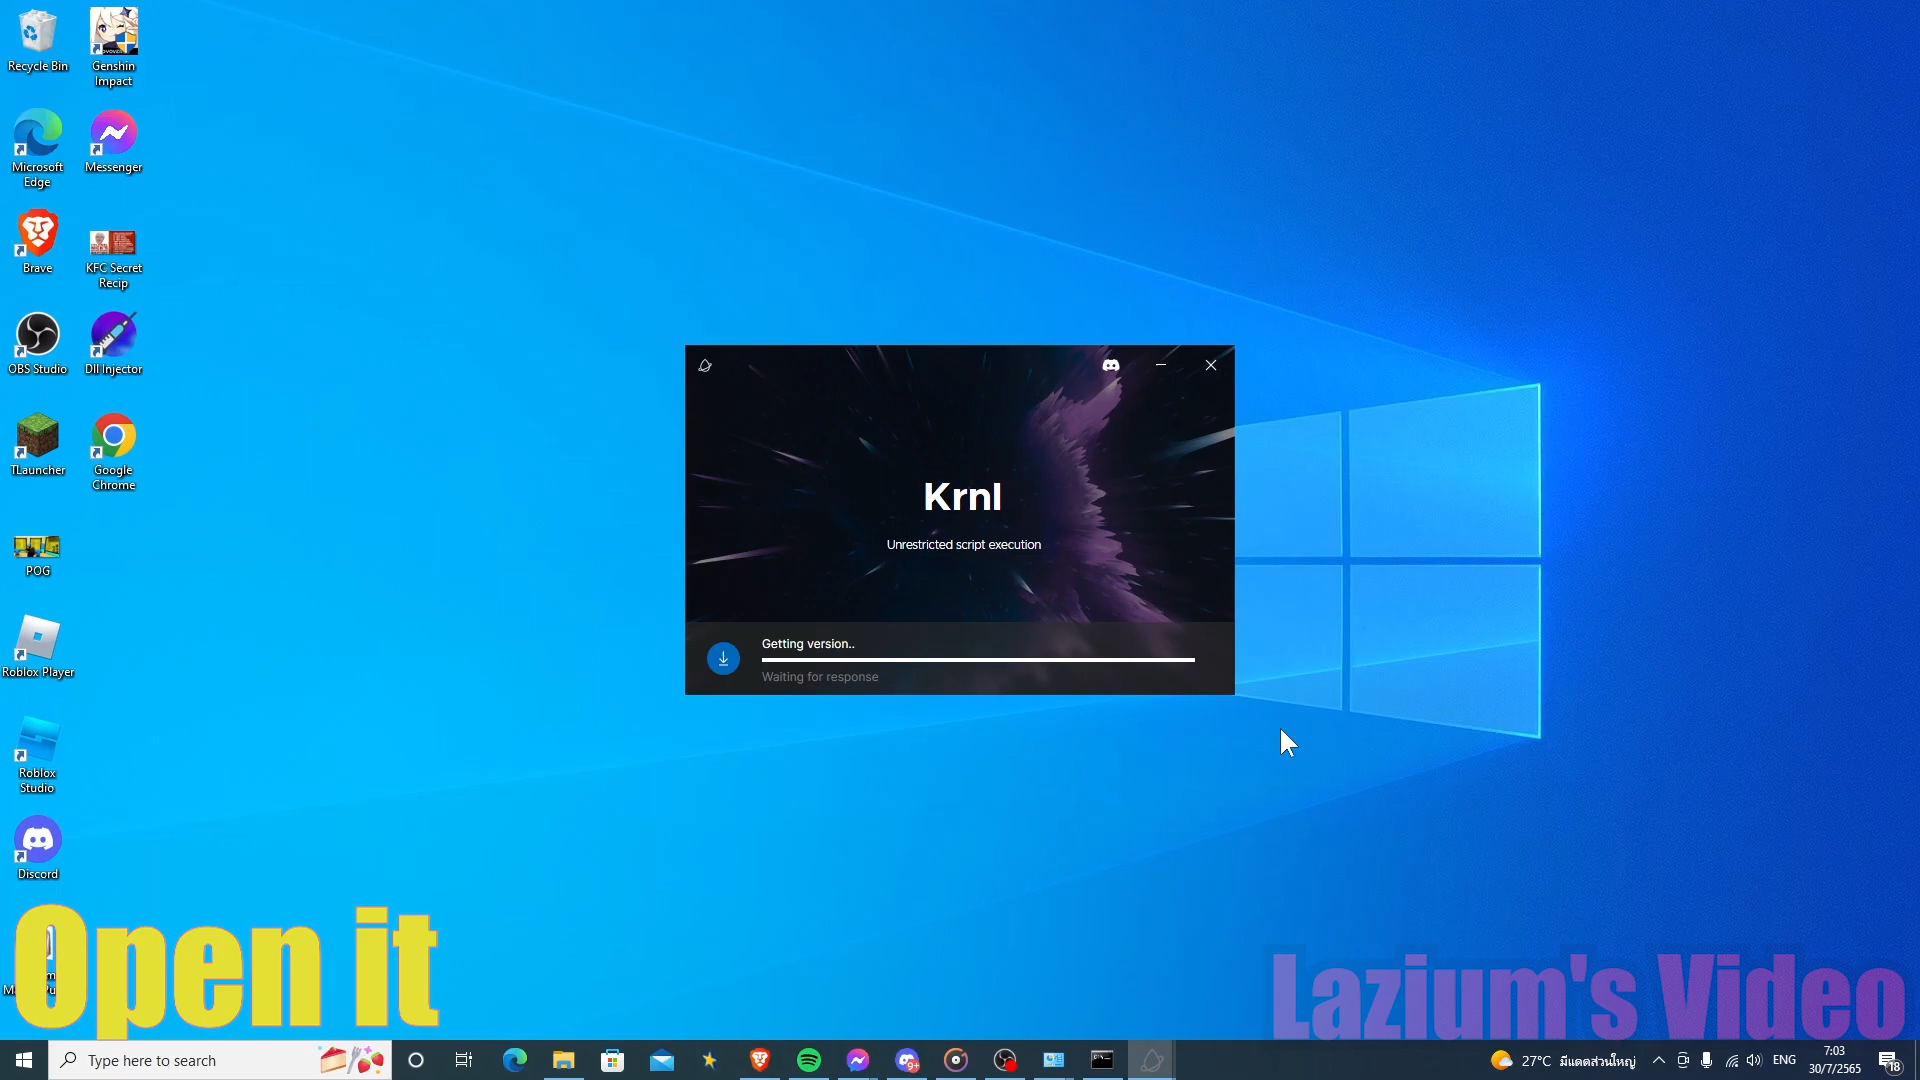 Recycle Bin
Genshin
Impact
Microsoft
Edge
Messenger
Brave
KFC Secret
Recip
OBS Studio
Dll Injector
TLauncher
Google
Chrome
POG
Roblox Player
Roblox
Studio
Discord
Krnl
Unrestricted script execution
Getting version..
Waiting for response
Open it
Lazium's Video
Type here to search
9+
27°C มีแดดส่วนใหญ่
ENG
7:03
30/7/2565
18